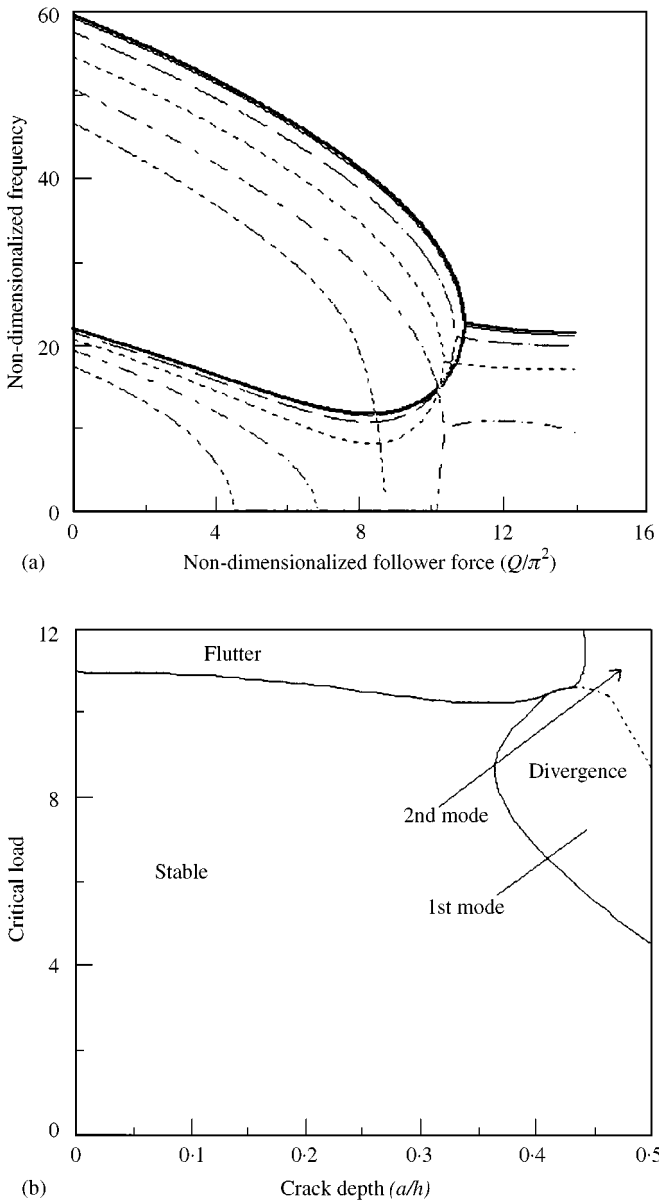 60
40
20
0
Non-dimensionalized frequency
0
4
8
12
16
(a)
Non-dimensionalized follower force (Q/π²)
12
8
4
0
Critical load
Flutter
Divergence
2nd mode
Stable
1st mode
0
0·1
0·2
0·3
0·4
0·5
(b)
Crack depth (a/h)